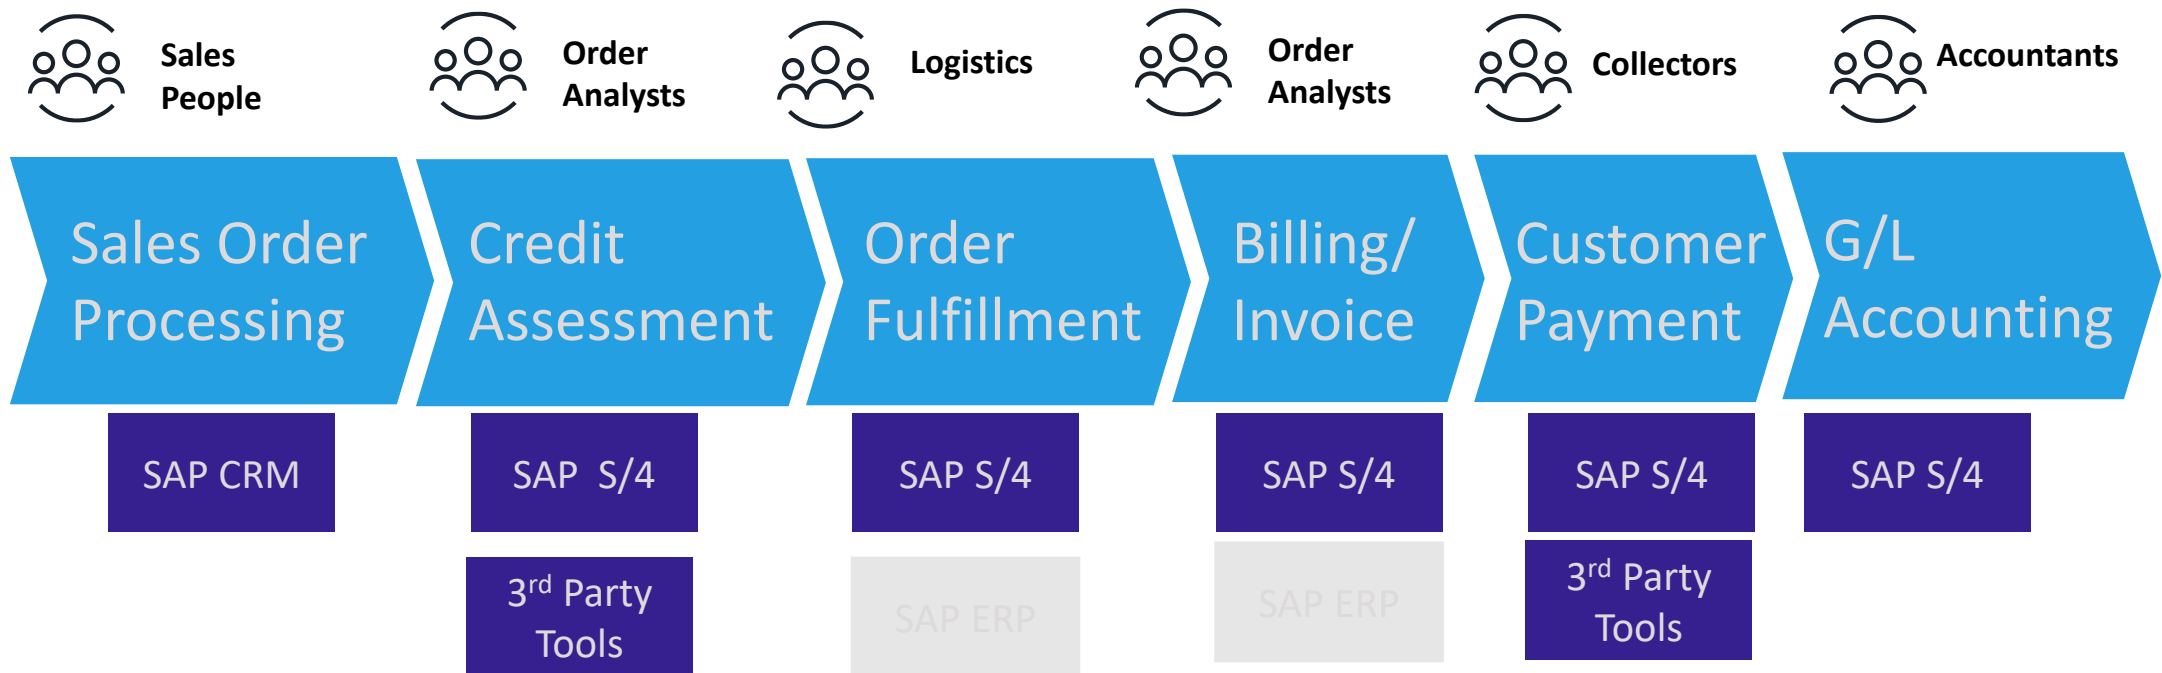 Sales
People
Order
Analysts
Logistics
Order
Analysts
Collectors
Accountants
Sales Order
Processing
Credit
Assessment
Order
Fulfillment
Billing/
Invoice
Customer
Payment
G/L
Accounting
SAP CRM
SAP  S/4
SAP S/4
SAP S/4
SAP S/4
SAP S/4
3rd Party
Tools
SAP ERP
SAP ERP
3rd Party
Tools